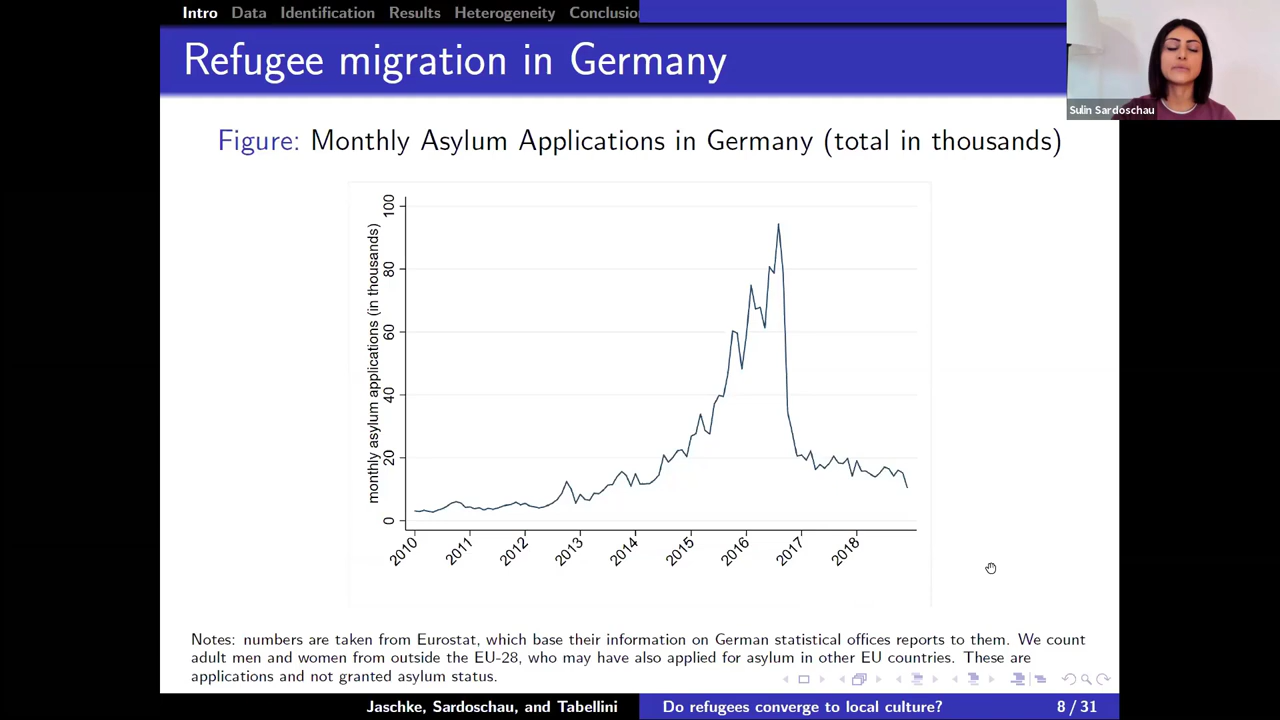 Intro Data Identification Results Heterogeneity Conclusio
Refugee migration in Germany
Sulin Sardoschau
Figure: Monthly Asylum Applications in Germany (total in thousands)
monthly asylum applications (in thousands)
100
80
60
40
20
0
2010 2011 2012 2013 2014 2015 2016 2017 2018
Notes: numbers are taken from Eurostat, which base their information on German statistical offices reports to them. We count
adult men and women from outside the EU-28, who may have also applied for asylum in other EU countries. These are
applications and not granted asylum status.
Jaschke, Sardoschau, and Tabellini Do refugees converge to local culture? 8 / 31